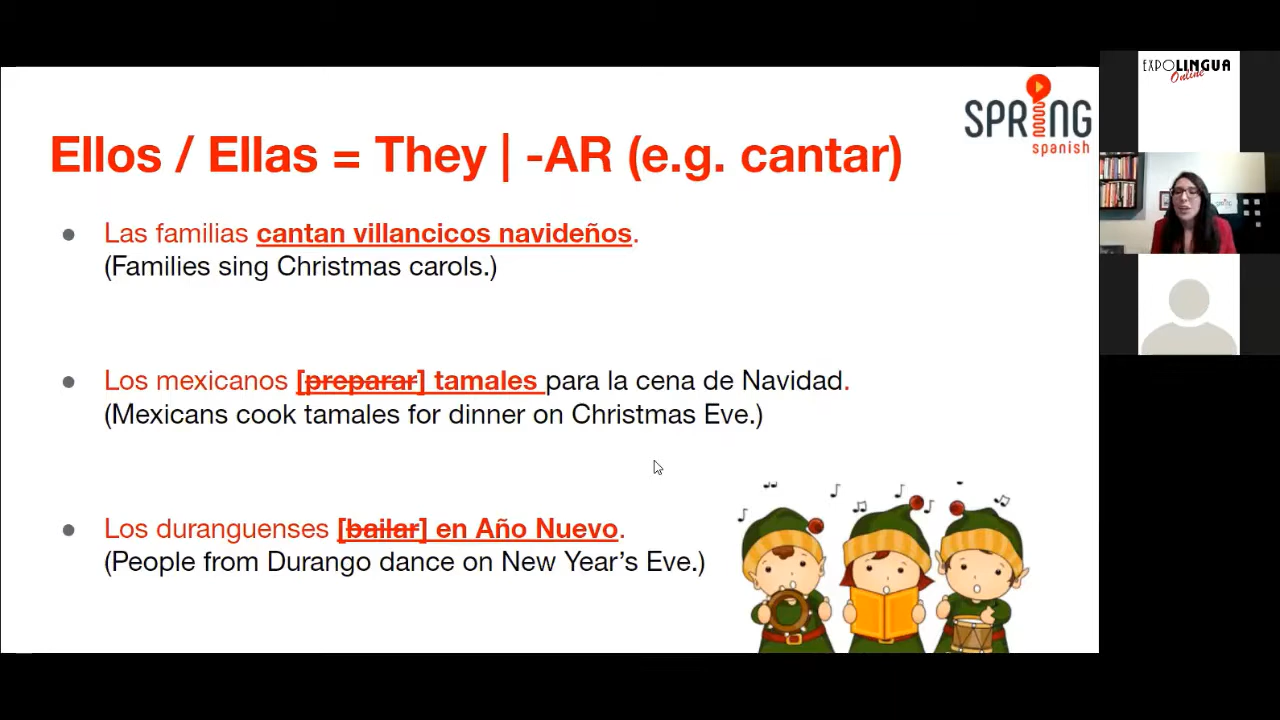 Ellos / Ellas = They | -AR (e.g. cantar)
SPRING
spanish
EXPOLINGUA
Online
Las familias cantan villancicos navideños.
(Families sing Christmas carols.)
Los mexicanos [preparar] tamales para la cena de Navidad.
(Mexicans cook tamales for dinner on Christmas Eve.)
Los duranguenses [bailar] en Año Nuevo.
(People from Durango dance on New Year’s Eve.)